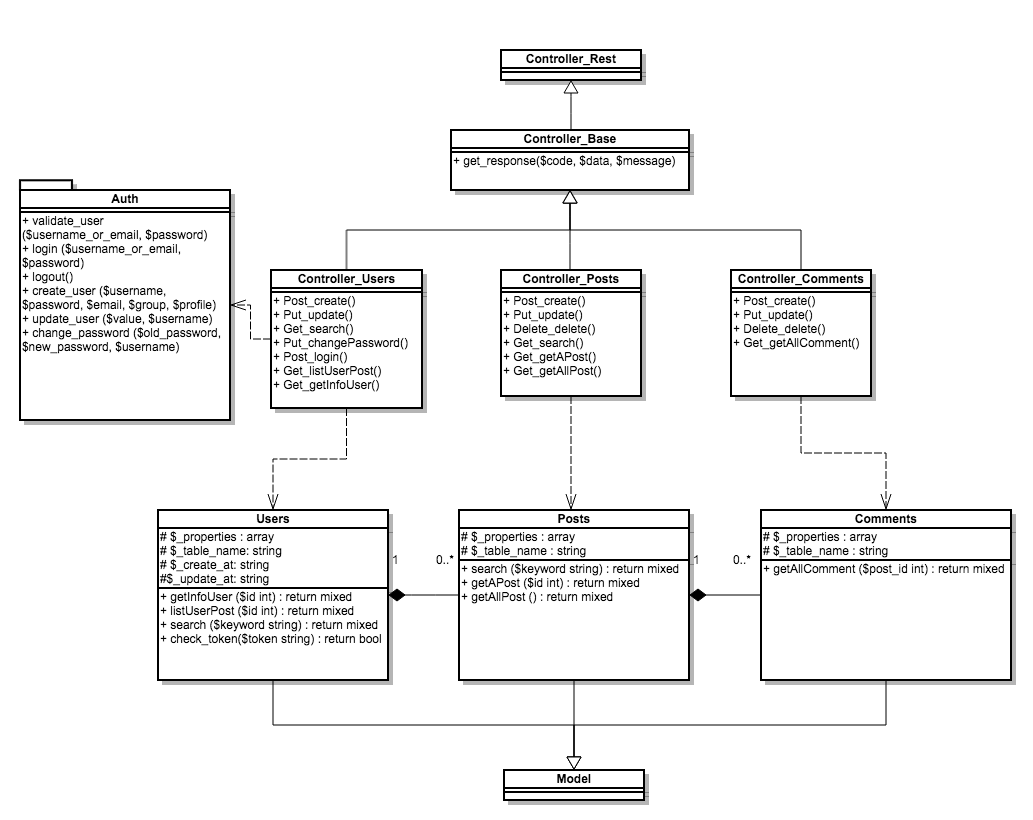 Controller_Rest
Controller_Base
+ get_response($code, $data, $message)
Auth
+ validate_user
($username_or_email, $password)
+ login ($username_or_email,
$password)
+ logout()
+ create_user ($username,
$password, $email, $group, $profile)
+ update_user ($value, $username)
+ change_password ($old_password,
$new_password, $username)
Controller_Users
+ Post_create()
+ Put_update()
+ Get_search()
+ Put_changePassword()
+ Post_login()
+ Get_listUserPost()
+ Get_getInfoUser()
Controller_Posts
+ Post_create()
+ Put_update()
+ Delete_delete()
+ Get_search()
+ Get_getAPost()
+ Get_getAllPost()
Controller_Comments
+ Post_create()
+ Put_update()
+ Delete_delete()
+ Get_getAllComment()
Users
# $_properties : array
# $_table_name: string
# $_create_at: string
#$_update_at: string
+ getInfoUser ($id int) : return mixed
+ listUserPost ($id int) : return mixed
+ search ($keyword string) : return mixed
+ check_token($token string) : return bool
1
0..*
Posts
# $_properties : array
# $_table_name : string
+ search ($keyword string) : return mixed
+ getAPost ($id int) : return mixed
+ getAllPost () : return mixed
1
0..*
Comments
# $_properties : array
# $_table_name : string
+ getAllComment ($post_id int) : return mixed
Model